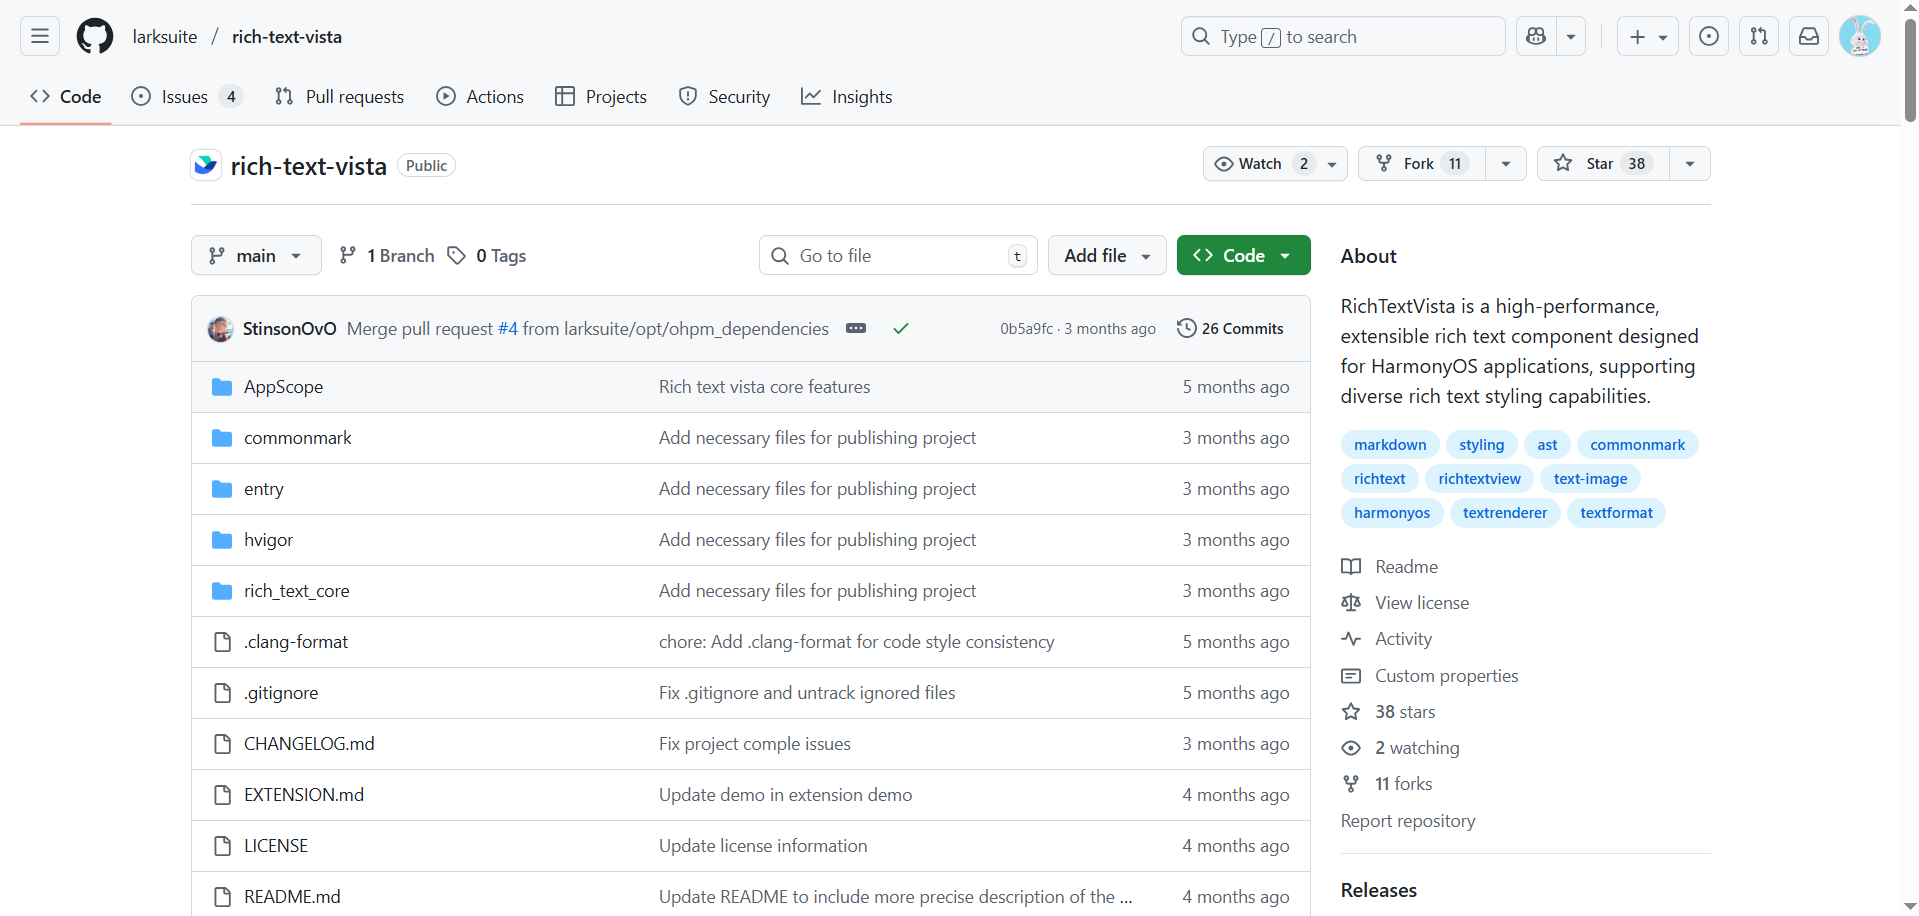 larksuite / rich-text-vista
Type / to search
Code
Issues 4
Pull requests
Actions
Projects
Security
Insights
rich-text-vista Public
Watch 2
Fork 11
Star 38
main
1 Branch
0 Tags
Go to file t
Add file
Code
StinsonOvO Merge pull request #4 from larksuite/opt/ohpm_dependencies 0b5a9fc · 3 months ago 26 Commits
AppScope Rich text vista core features 5 months ago
commonmark Add necessary files for publishing project 3 months ago
entry Add necessary files for publishing project 3 months ago
hvigor Add necessary files for publishing project 3 months ago
rich_text_core Add necessary files for publishing project 3 months ago
.clang-format chore: Add .clang-format for code style consistency 5 months ago
.gitignore Fix .gitignore and untrack ignored files 5 months ago
CHANGELOG.md Fix project comple issues 3 months ago
EXTENSION.md Update demo in extension demo 4 months ago
LICENSE Update license information 4 months ago
README.md Update README to include more precise description of the ... 4 months ago
About
RichTextVista is a high-performance,
extensible rich text component designed
for HarmonyOS applications, supporting
diverse rich text styling capabilities.
markdown styling ast commonmark
richtext richtextview text-image
harmonyos textrenderer textformat
Readme
View license
Activity
Custom properties
38 stars
2 watching
11 forks
Report repository
Releases